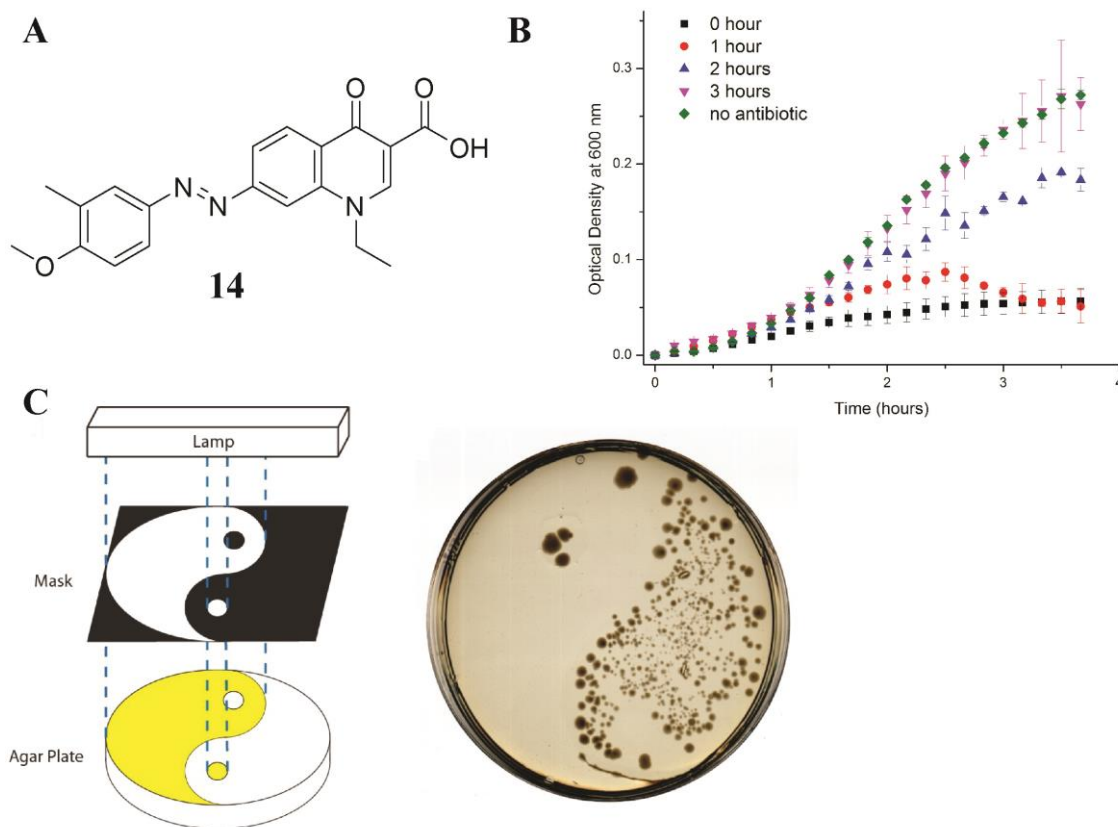 A
O
O
OH
N
N
N
O
14
B
Optical Density at 600 nm
0.3
0.2
0.1
0.0
0 hour
1 hour
2 hours
3 hours
no antibiotic
0
1
2
3
4
Time (hours)
C
Lamp
Mask
Agar Plate